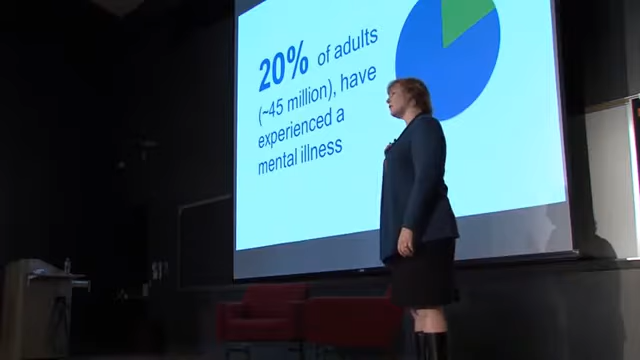 20% of adults
(~45 million), have
experienced a
mental illness